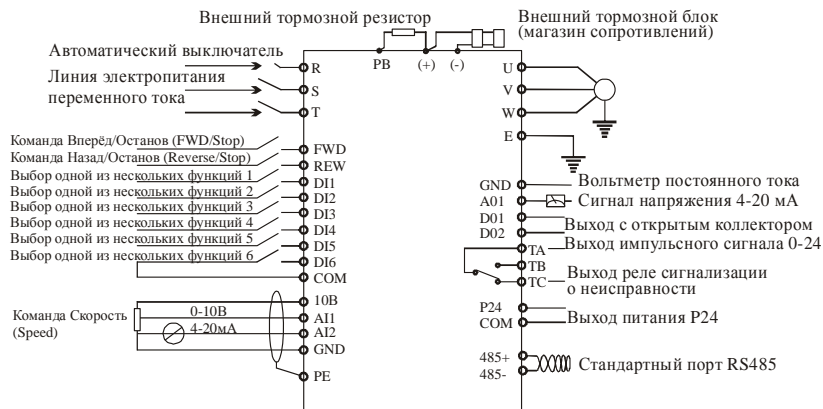 Внешний тормозной резистор
Внешний тормозной блок
(магазин сопротивлений)
Автоматический выключатель
Линия электропитания
переменного тока
PB (+) (-)
R
S
T
U
V
W
E
Команда Вперёд/Останов (FWD/Stop)
Команда Назад/Останов (Reverse/Stop)
Выбор одной из нескольких функций 1
Выбор одной из нескольких функций 2
Выбор одной из нескольких функций 3
Выбор одной из нескольких функций 4
Выбор одной из нескольких функций 5
Выбор одной из нескольких функций 6
FWD
REW
DI1
DI2
DI3
DI4
DI5
DI6
COM
Команда Скорость
(Speed)
0-10В
4-20мА
10В
AI1
AI2
GND
PE
GND Вольтметр постоянного тока
A01 Сигнал напряжения 4-20 мА
D01
D02
Выход с открытым коллектором
TA Выход импульсного сигнала 0-24
TB
TC
Выход реле сигнализации
о неисправности
P24
COM
Выход питания P24
485+
485-
Стандартный порт RS485